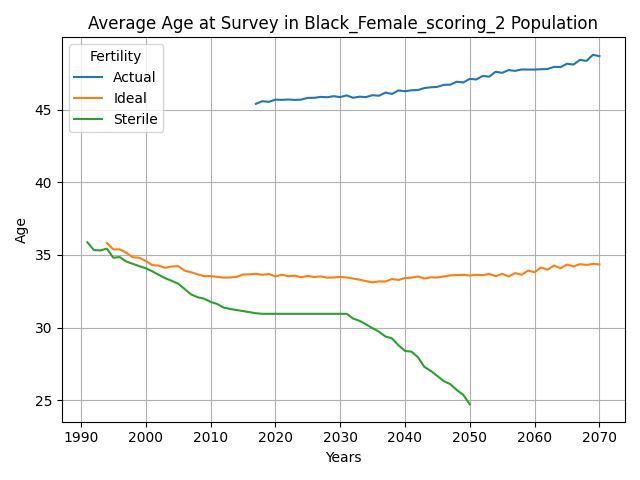 Average Age at Survey in Black_Female_scoring_2 Population
Fertility
Actual
Ideal
Sterile
Age
45
40
35
30
25
1990 2000 2010 2020 2030 2040 2050 2060 2070
Years